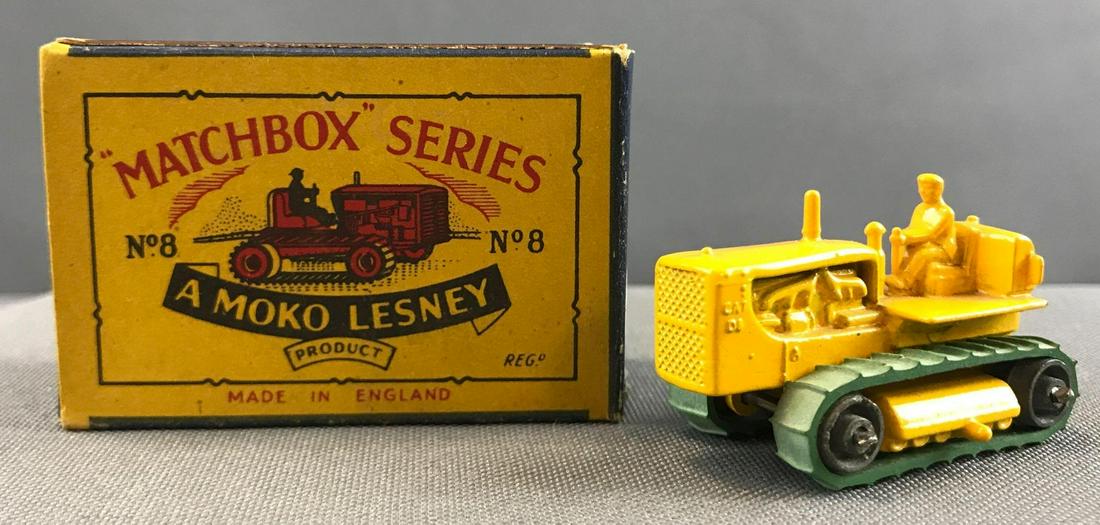 "MATCHBOX" SERIES
Nº8 Nº8
A MOKO LESNEY
PRODUCT
REGD
MADE IN ENGLAND